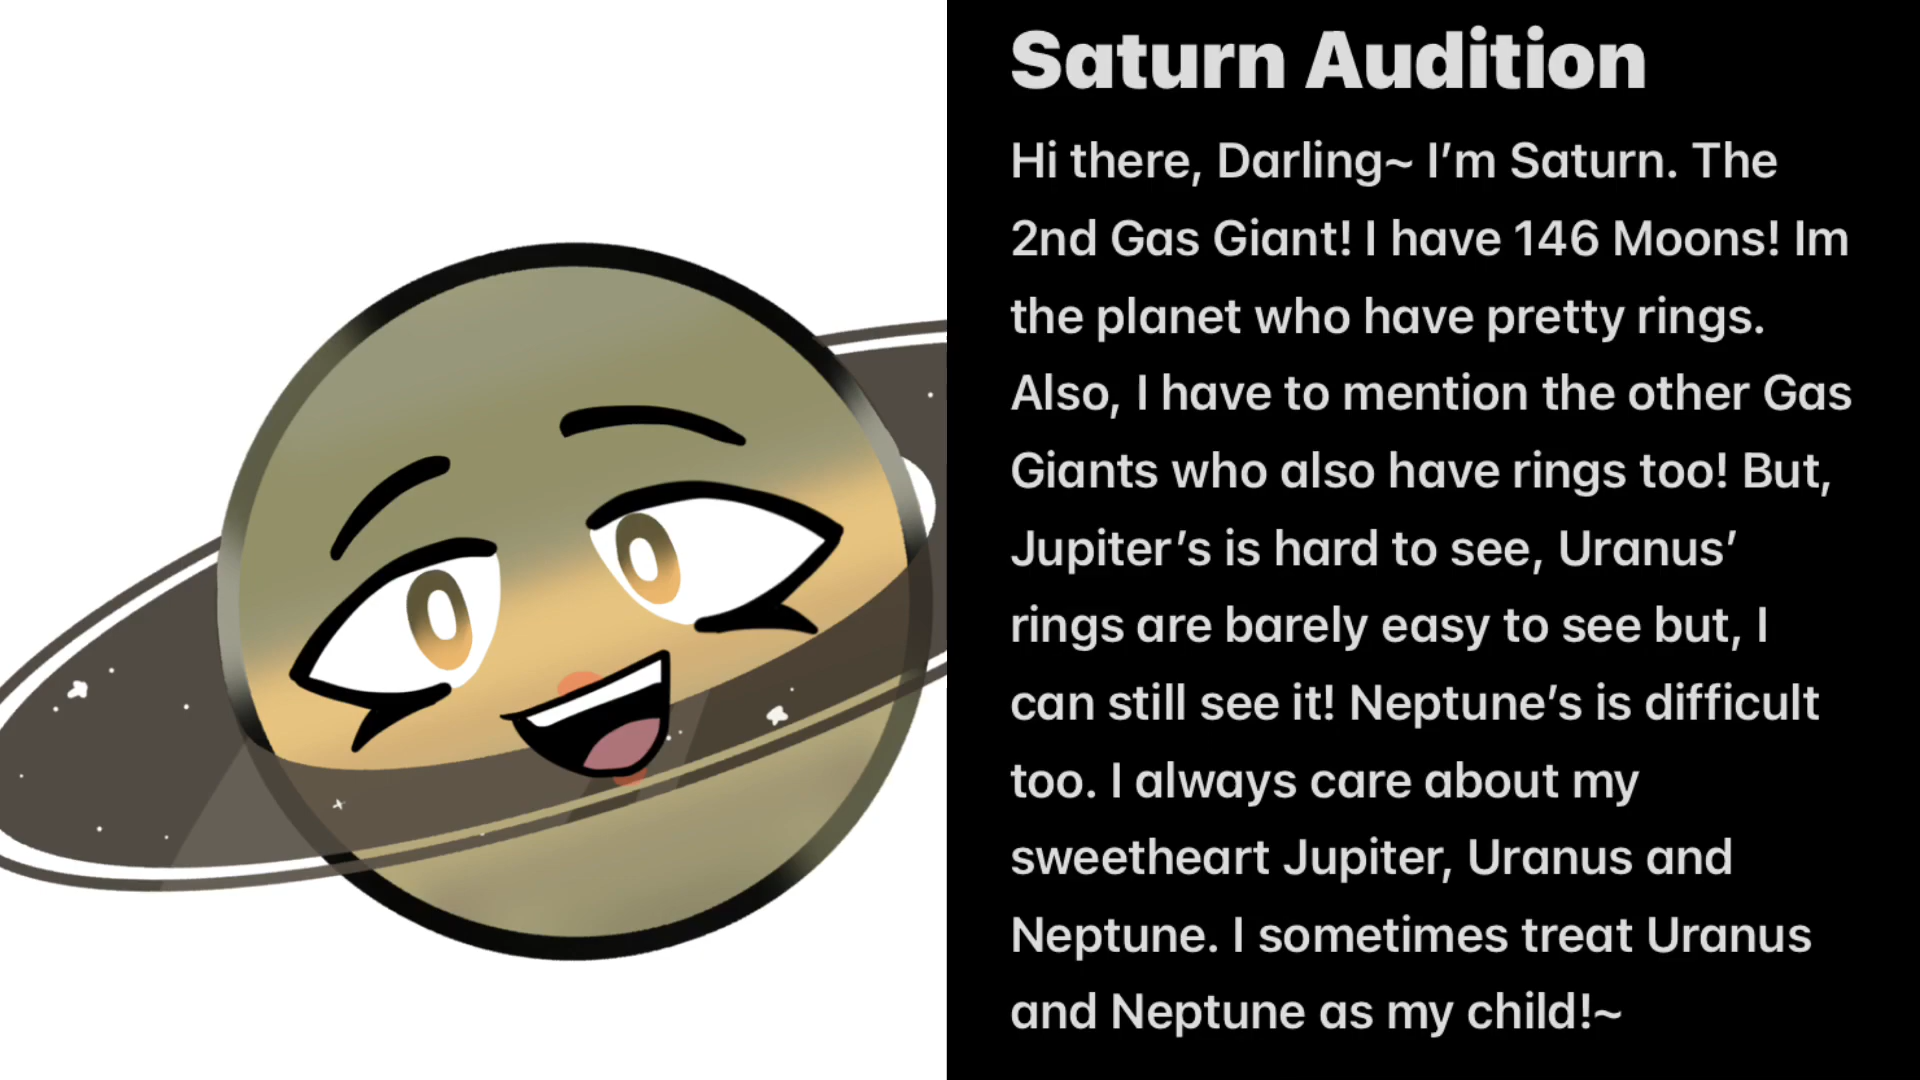 Saturn Audition
Hi there, Darling~ I’m Saturn. The
2nd Gas Giant! I have 146 Moons! Im
the planet who have pretty rings.
Also, I have to mention the other Gas
Giants who also have rings too! But,
Jupiter’s is hard to see, Uranus’
rings are barely easy to see but, I
can still see it! Neptune’s is difficult
too. I always care about my
sweetheart Jupiter, Uranus and
Neptune. I sometimes treat Uranus
and Neptune as my child!~